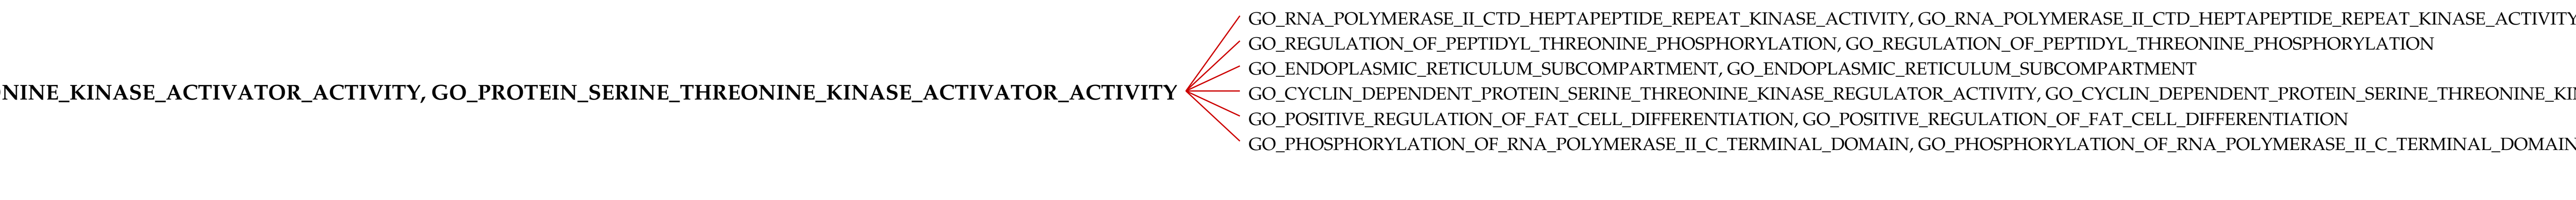 GO_RNA_POLYMERASE_II_CTD_HEPTAPEPTIDE_REPEAT_KINASE_ACTIVITY, GO_RNA_POLYMERASE_II_CTD_HEPTAPEPTIDE_REPEAT_KINASE_ACTIVITY
GO_REGULATION_OF_PEPTIDYL_THREONINE_PHOSPHORYLATION, GO_REGULATION_OF_PEPTIDYL_THREONINE_PHOSPHORYLATION
GO_ENDOPLASMIC_RETICULUM_SUBCOMPARTMENT, GO_ENDOPLASMIC_RETICULUM_SUBCOMPARTMENT
NINE_KINASE_ACTIVATOR_ACTIVITY, GO_PROTEIN_SERINE_THREONINE_KINASE_ACTIVATOR_ACTIVITY
GO_CYCLIN_DEPENDENT_PROTEIN_SERINE_THREONINE_KINASE_REGULATOR_ACTIVITY, GO_CYCLIN_DEPENDENT_PROTEIN_SERINE_THREONINE_KI
GO_POSITIVE_REGULATION_OF_FAT_CELL_DIFFERENTIATION, GO_POSITIVE_REGULATION_OF_FAT_CELL_DIFFERENTIATION
GO_PHOSPHORYLATION_OF_RNA_POLYMERASE_II_C_TERMINAL_DOMAIN, GO_PHOSPHORYLATION_OF_RNA_POLYMERASE_II_C_TERMINAL_DOMAIN